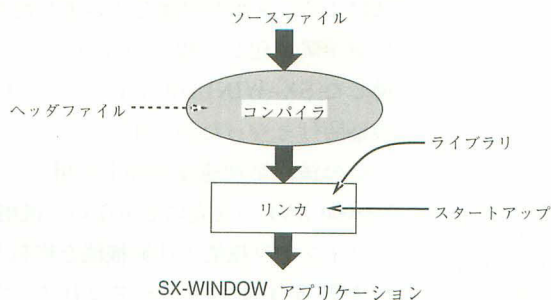 ソースファイル
ヘッダファイル
コンパイラ
ライブラリ
リンカ
スタートアップ
SX-WINDOW アプリケーション